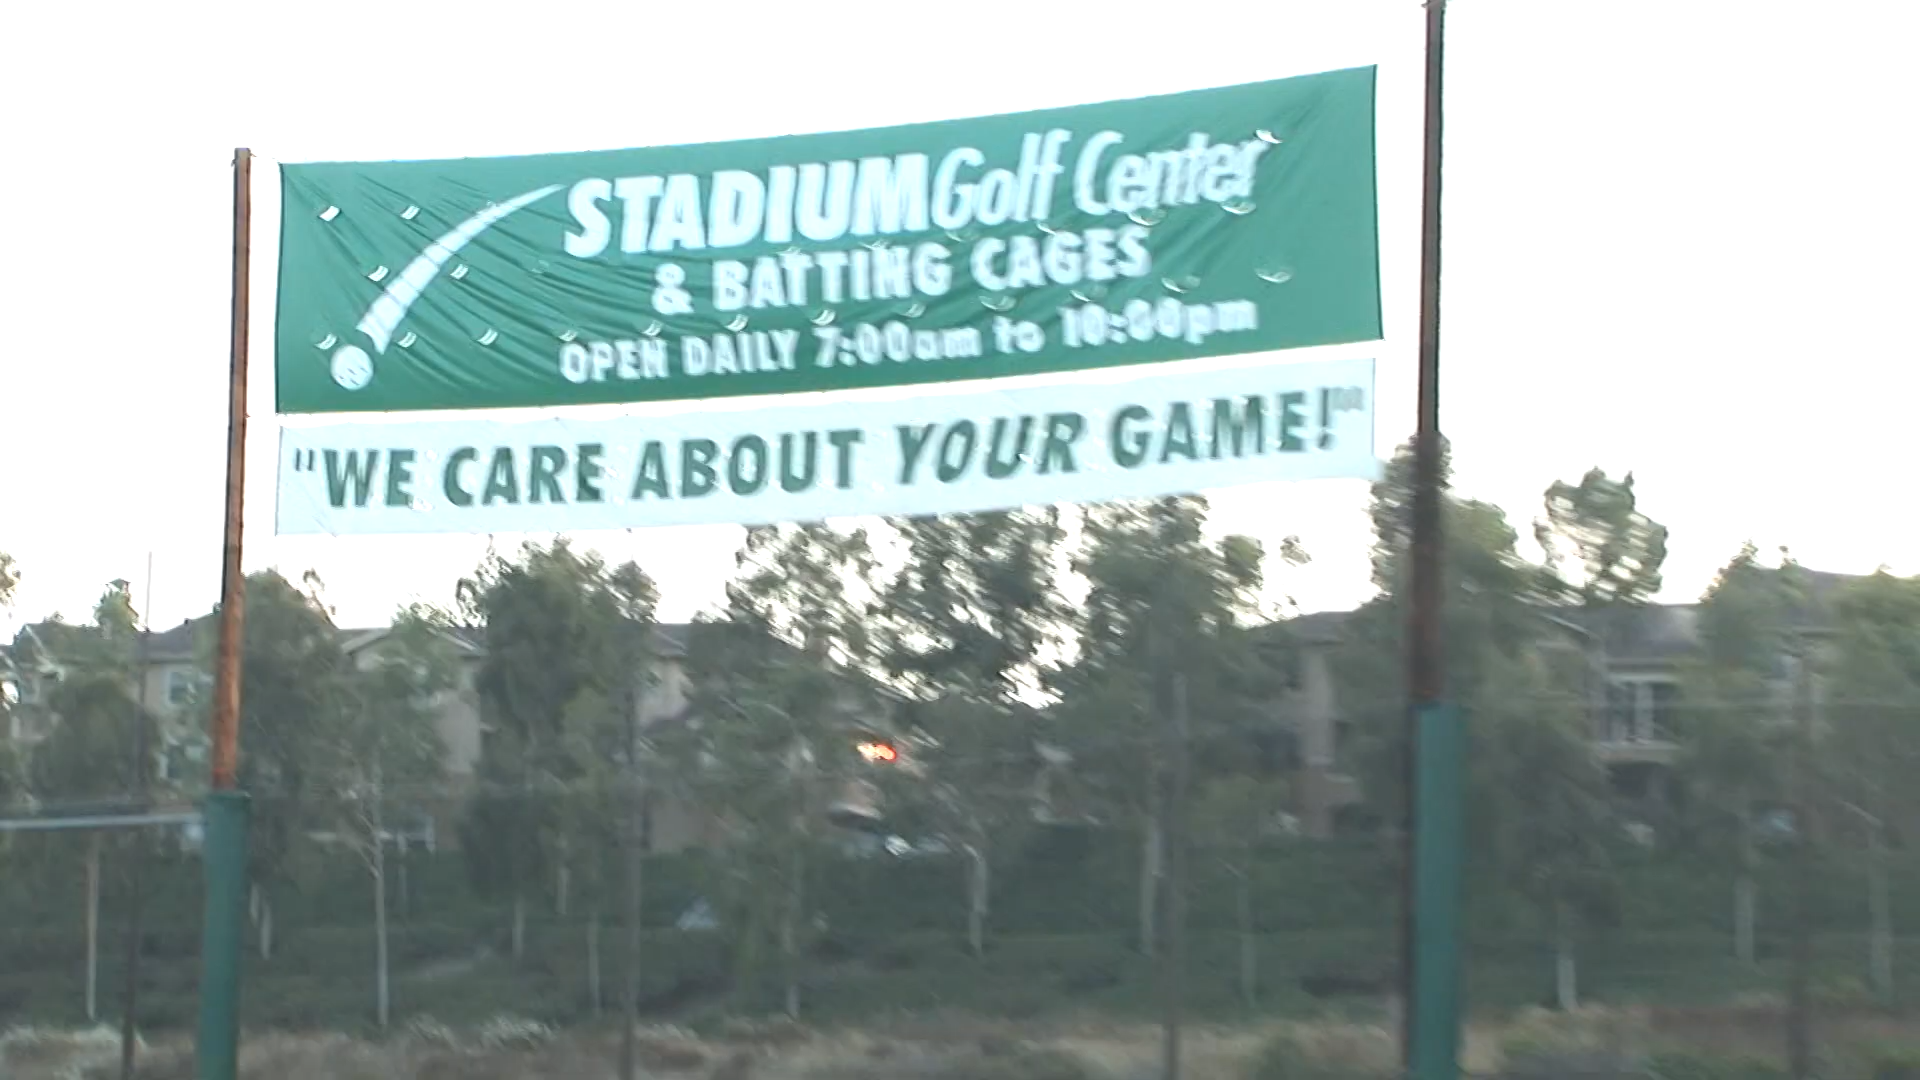 STADIUM Golf Center
& BATTING CAGES
OPEN DAILY 7:00am to 10:00pm
"WE CARE ABOUT YOUR GAME!"